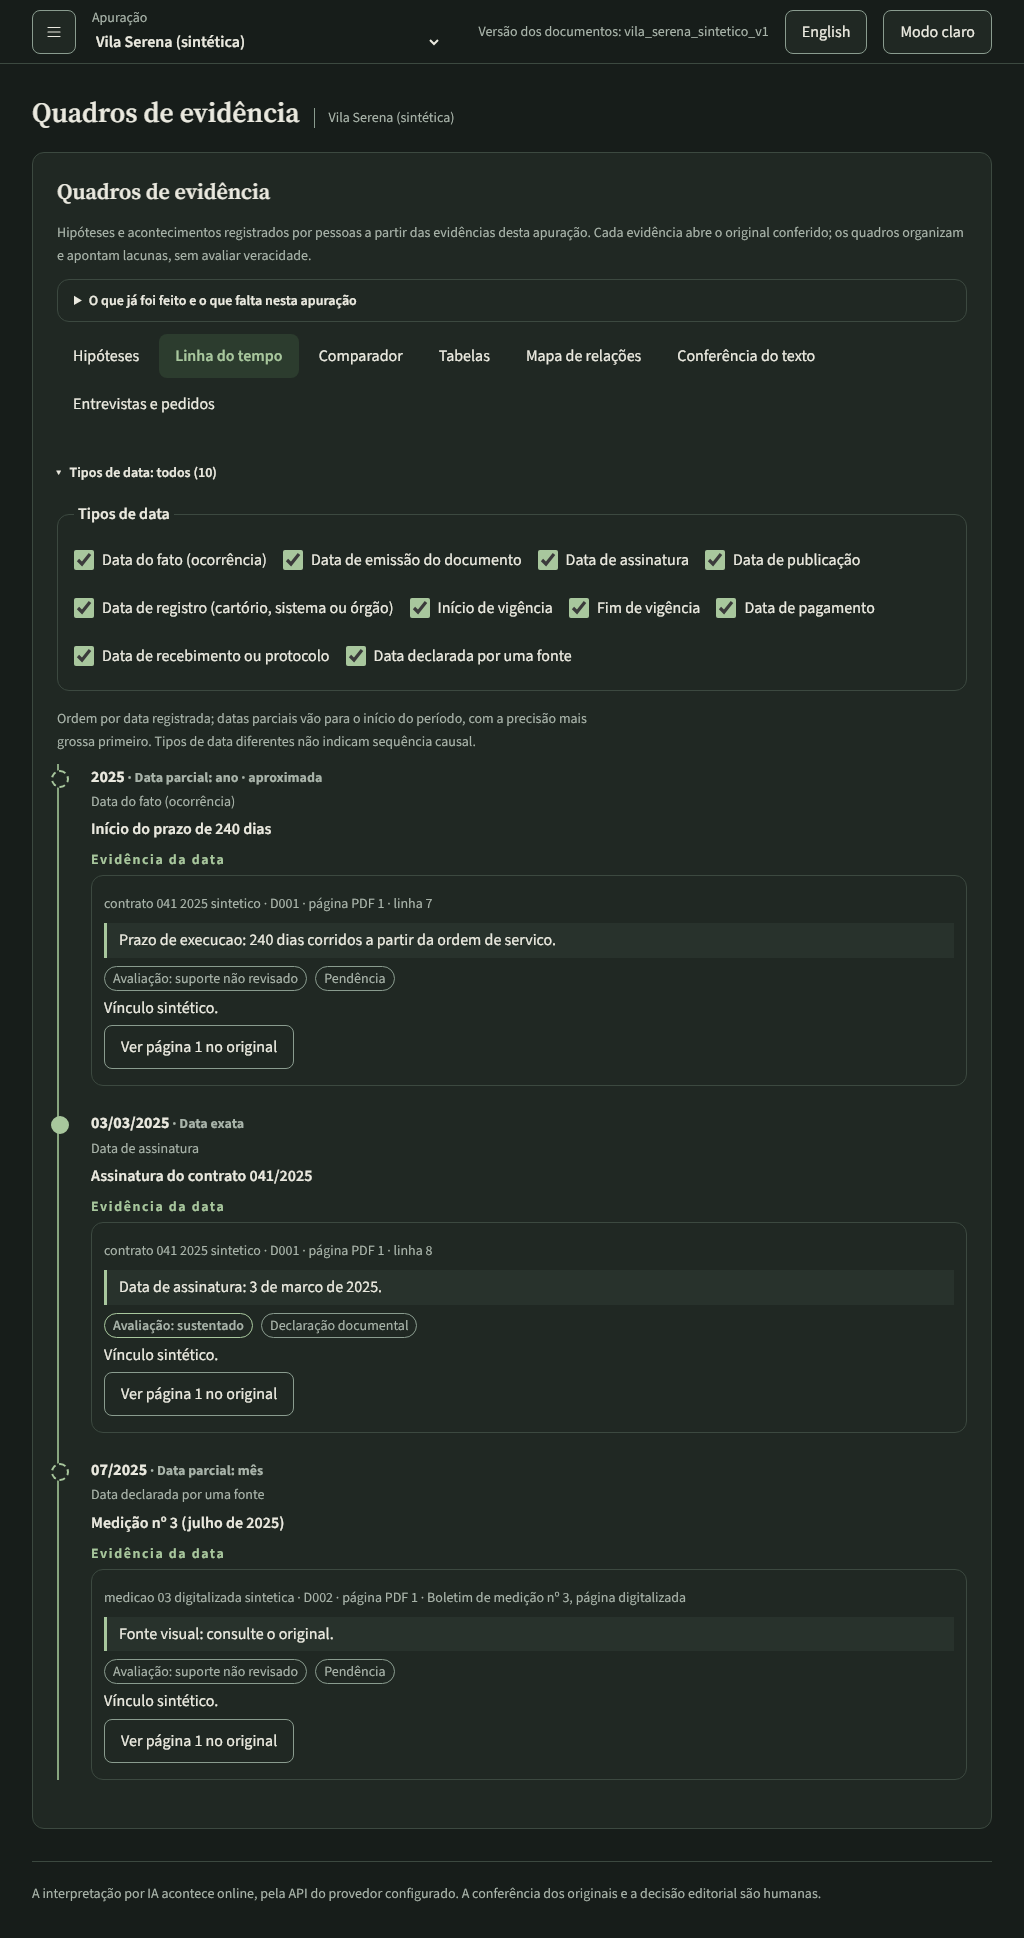 Apuração
Vila Serena (sintética)
Versão dos documentos: vila_serena_sintetico_v1
English
Modo claro
Quadros de evidência
Vila Serena (sintética)
Quadros de evidência
Hipóteses e acontecimentos registrados por pessoas a partir das evidências desta apuração. Cada evidência abre o original conferido; os quadros organizam
e apontam lacunas, sem avaliar veracidade.
O que já foi feito e o que falta nesta apuração
Hipóteses
Linha do tempo
Comparador
Tabelas
Mapa de relações
Conferência do texto
Entrevistas e pedidos
Tipos de data: todos (10)
Tipos de data
Data do fato (ocorrência)
Data de emissão do documento
Data de assinatura
Data de publicação
Data de registro (cartório, sistema ou órgão)
Início de vigência
Fim de vigência
Data de pagamento
Data de recebimento ou protocolo
Data declarada por uma fonte
Ordem por data registrada; datas parciais vão para o início do período, com a precisão mais
grossa primeiro. Tipos de data diferentes não indicam sequência causal.
2025 · Data parcial: ano · aproximada
Data do fato (ocorrência)
Início do prazo de 240 dias
Evidência da data
contrato 041 2025 sintetico · D001 · página PDF 1 · linha 7
Prazo de execucao: 240 dias corridos a partir da ordem de servico.
Avaliação: suporte não revisado
Pendência
Vínculo sintético.
Ver página 1 no original
03/03/2025 · Data exata
Data de assinatura
Assinatura do contrato 041/2025
Evidência da data
contrato 041 2025 sintetico · D001 · página PDF 1 · linha 8
Data de assinatura: 3 de marco de 2025.
Avaliação: sustentado
Declaração documental
Vínculo sintético.
Ver página 1 no original
07/2025 · Data parcial: mês
Data declarada por uma fonte
Medição nº 3 (julho de 2025)
Evidência da data
medicao 03 digitalizada sintetica · D002 · página PDF 1 · Boletim de medição nº 3, página digitalizada
Fonte visual: consulte o original.
Avaliação: suporte não revisado
Pendência
Vínculo sintético.
Ver página 1 no original
A interpretação por IA acontece online, pela API do provedor configurado. A conferência dos originais e a decisão editorial são humanas.